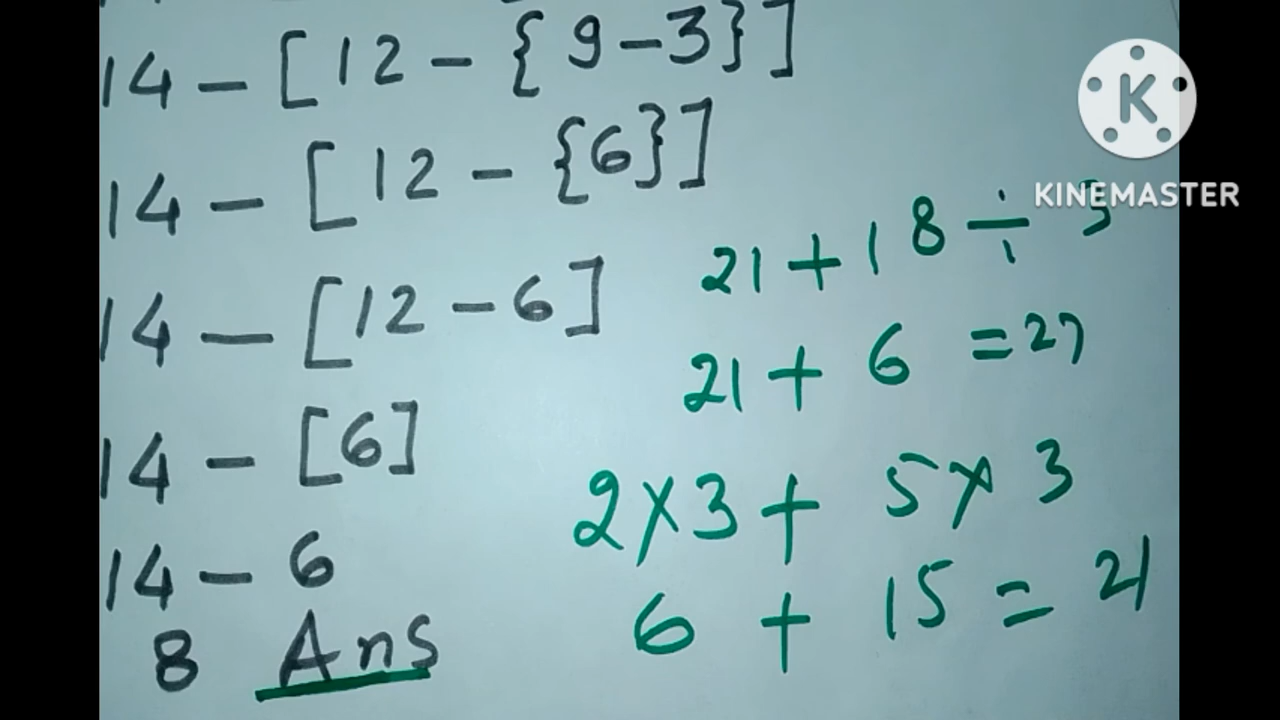 14 - [12 - {9-3}]
14 - [12 - {6}]
14 - [12 - 6]
14 - [6]
14 - 6
8 Ans
K
KINEMASTER
21 + 18 ÷ 3
21 + 6 = 27
2×3 + 5×3
6 + 15 = 21